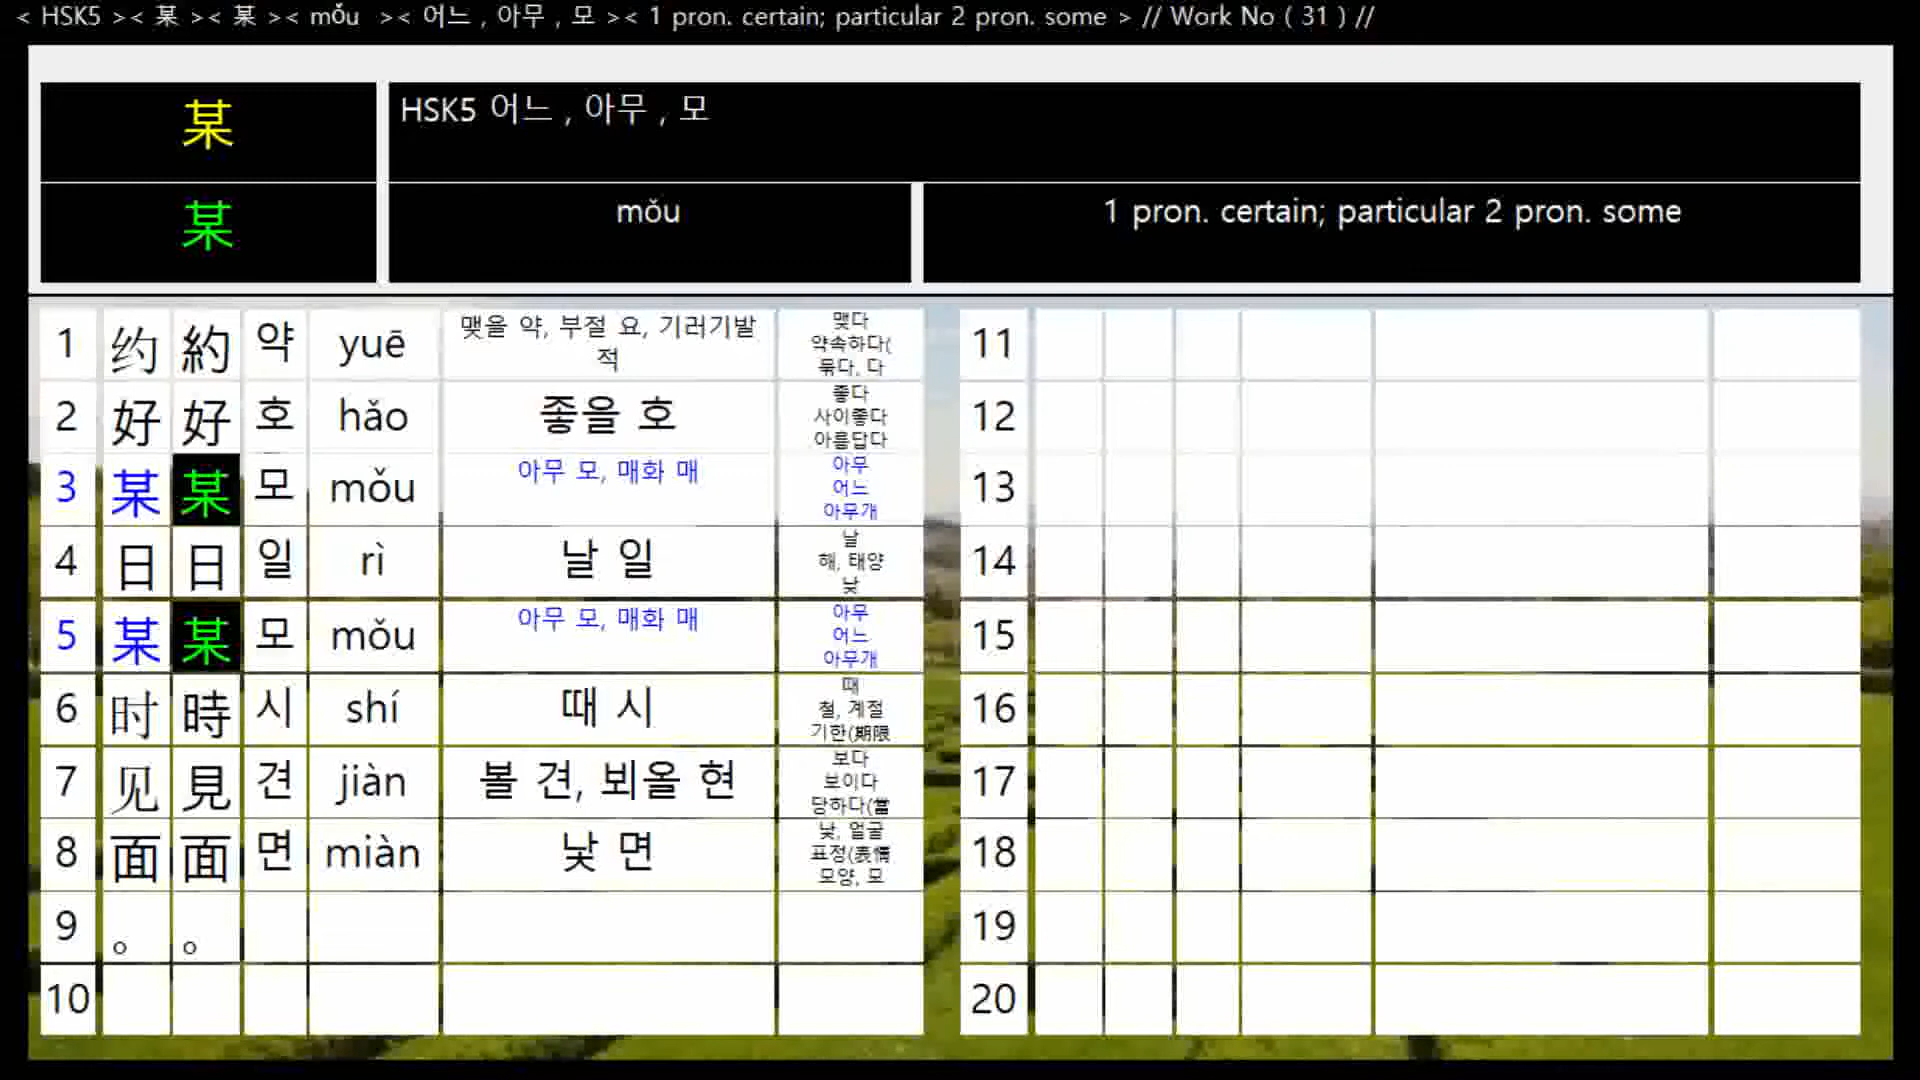 < HSK5 >< 某 >< 某 >< mǒu >< 어느 , 아무 , 모 >< 1 pron. certain; particular 2 pron. some > // Work No ( 31 ) //
某
HSK5 어느 , 아무 , 모
某
mǒu
1 pron. certain; particular 2 pron. some
1 约 約 약 yuē 맺을 약, 부절 요, 기러기발 적 맺다 약속하다( 묶다, 다
2 好 好 호 hǎo 좋을 호 좋다 사이좋다 아름답다
3 某 某 모 mǒu 아무 모, 매화 매 아무 어느 아무개
4 日 日 일 rì 날 일 날 해, 태양 낮
5 某 某 모 mǒu 아무 모, 매화 매 아무 어느 아무개
6 时 時 시 shí 때 시 때 철, 계절 기한(期限
7 见 見 견 jiàn 볼 견, 뵈올 현 보다 보이다 당하다(當
8 面 面 면 miàn 낯 면 낯, 얼굴 표정(表情 모양, 모
9 。 。
10
11
12
13
14
15
16
17
18
19
20